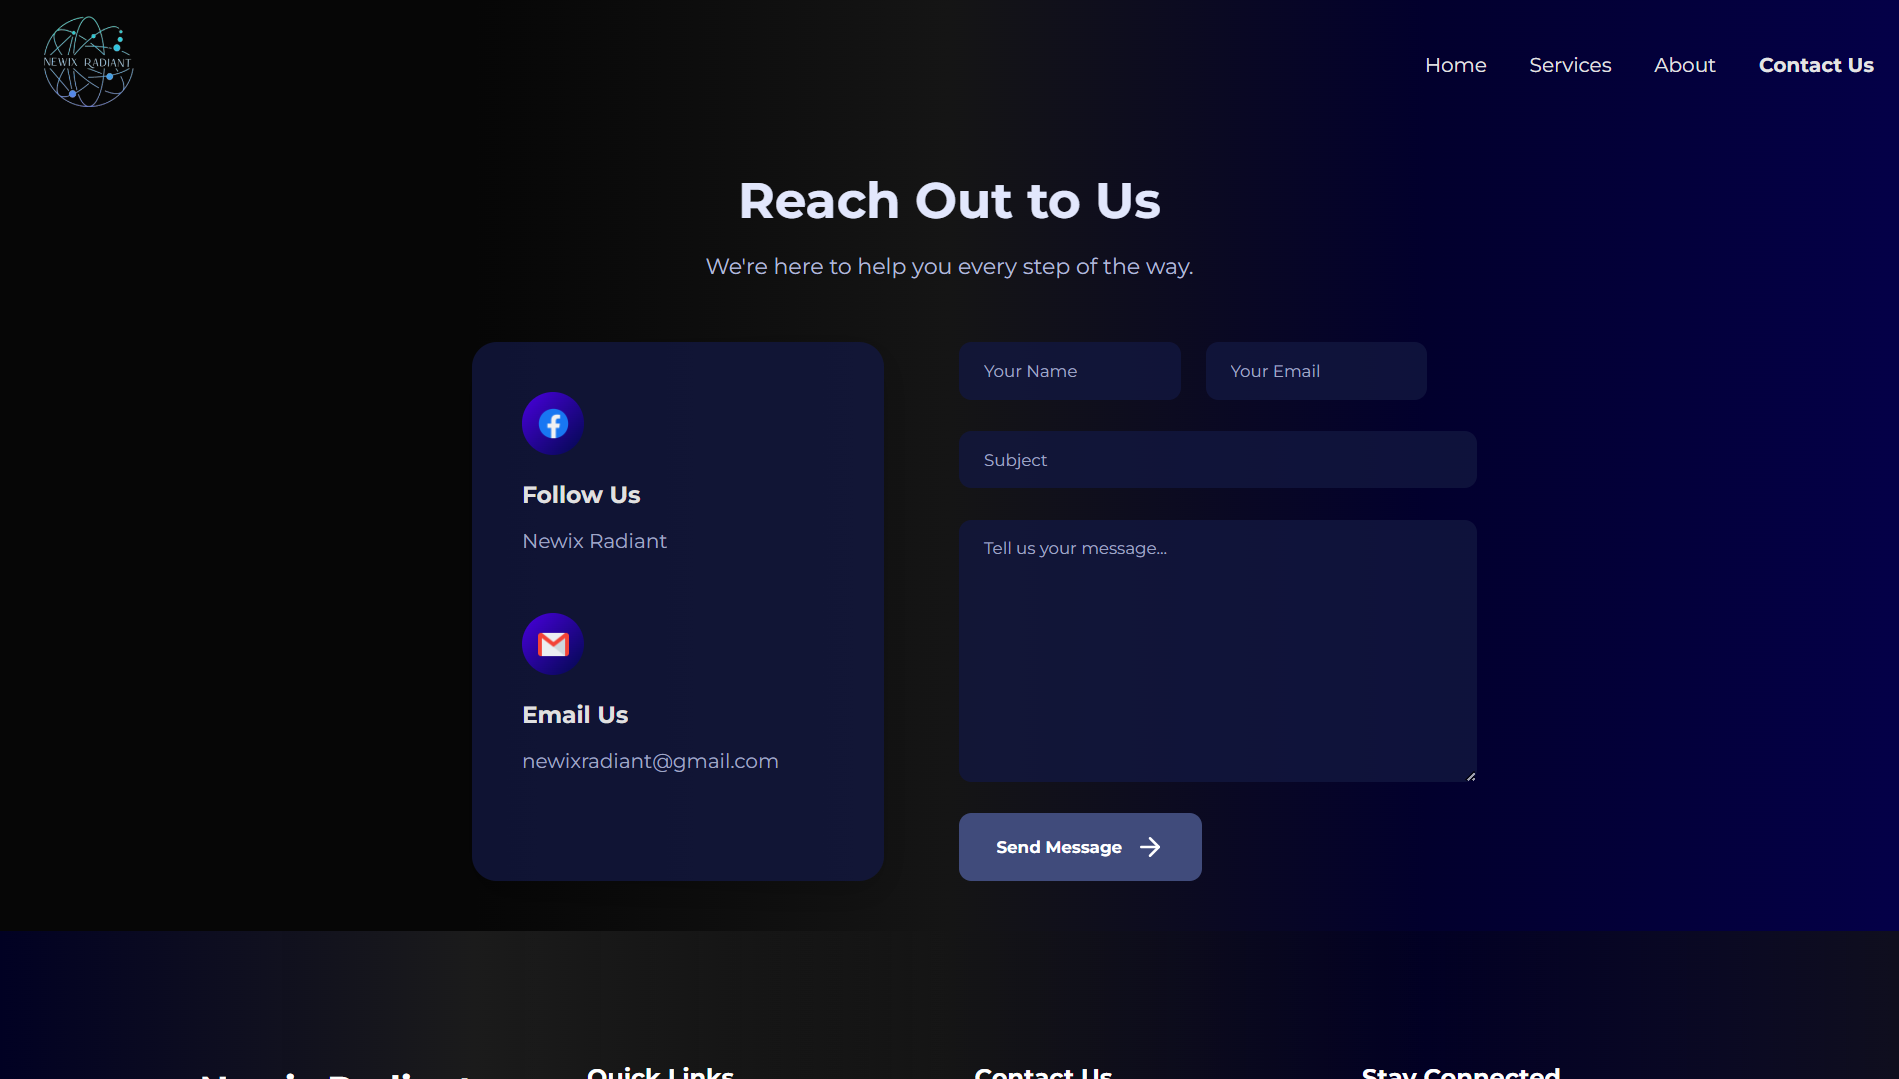 NEWIX RADIANT
Home
Services
About
Contact Us
Reach Out to Us
We're here to help you every step of the way.
Follow Us
Newix Radiant
Email Us
newixradiant@gmail.com
Your Name
Your Email
Subject
Tell us your message...
Send Message
Newix Radiant
Quick Links
Contact Us
Stay Connected